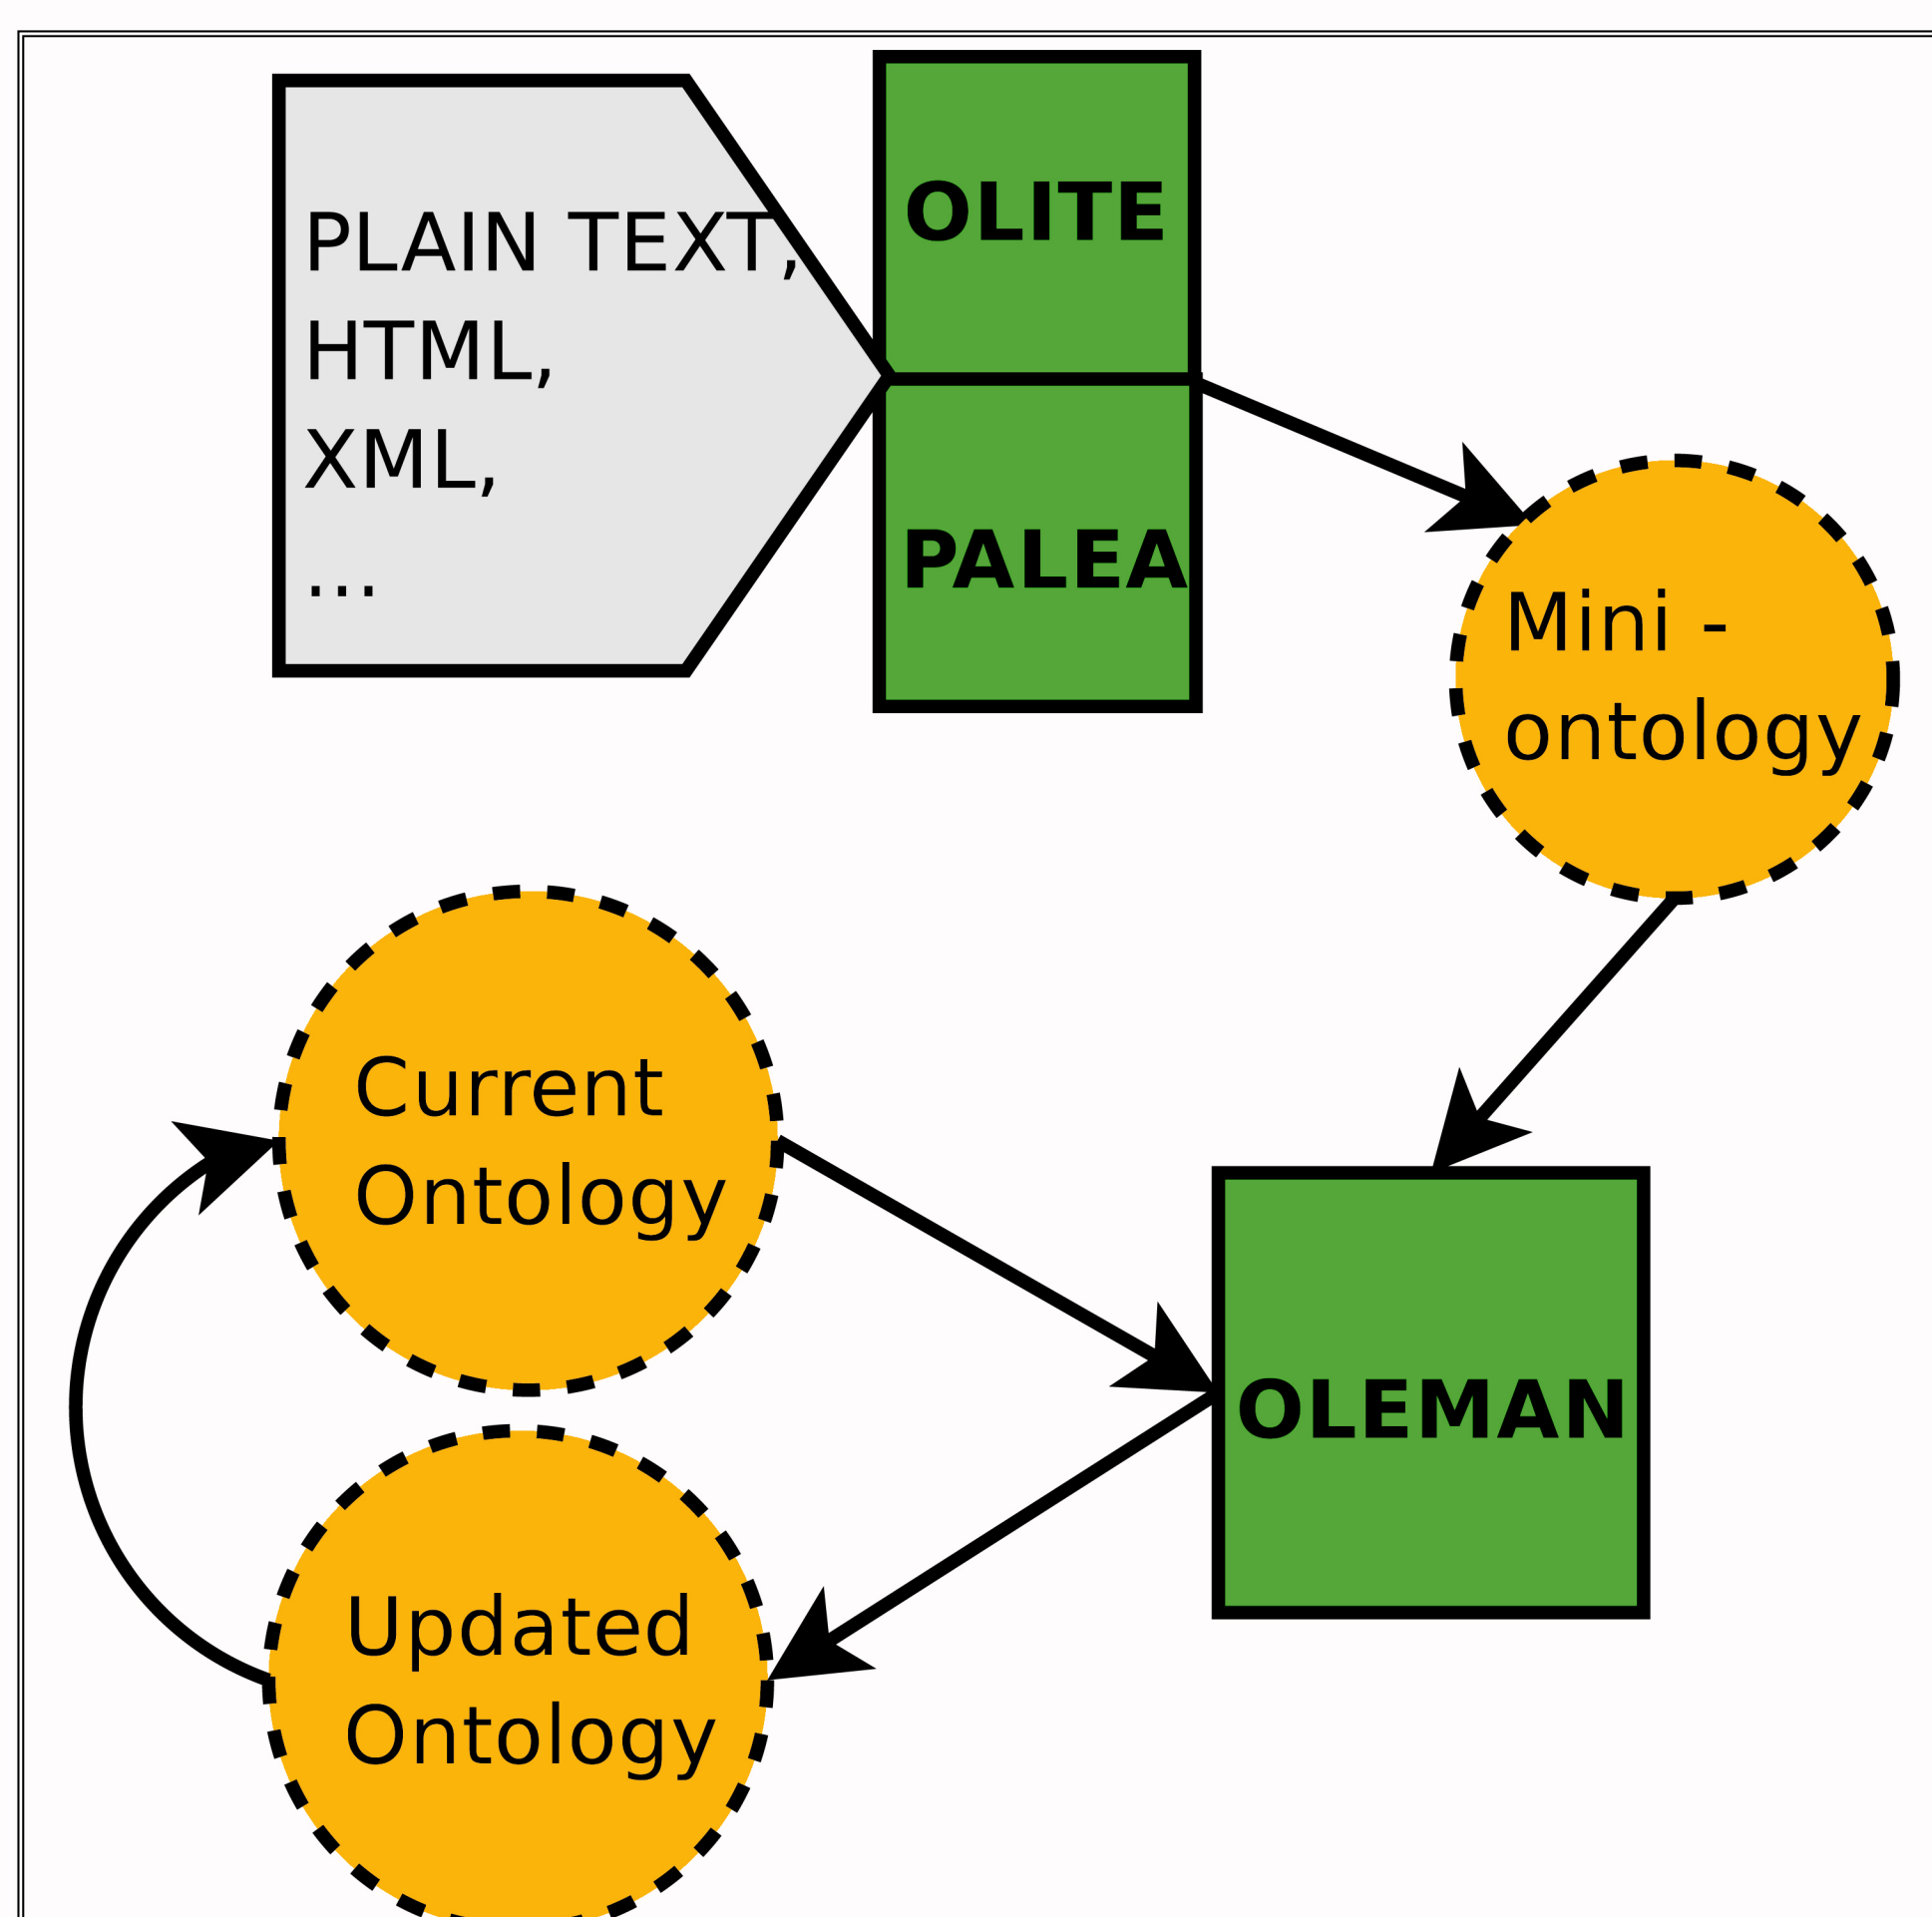 PLAIN TEXT,
HTML,
XML,
...
OLITE
PALEA
Mini -
ontology
Current
Ontology
OLEMAN
Updated
Ontology